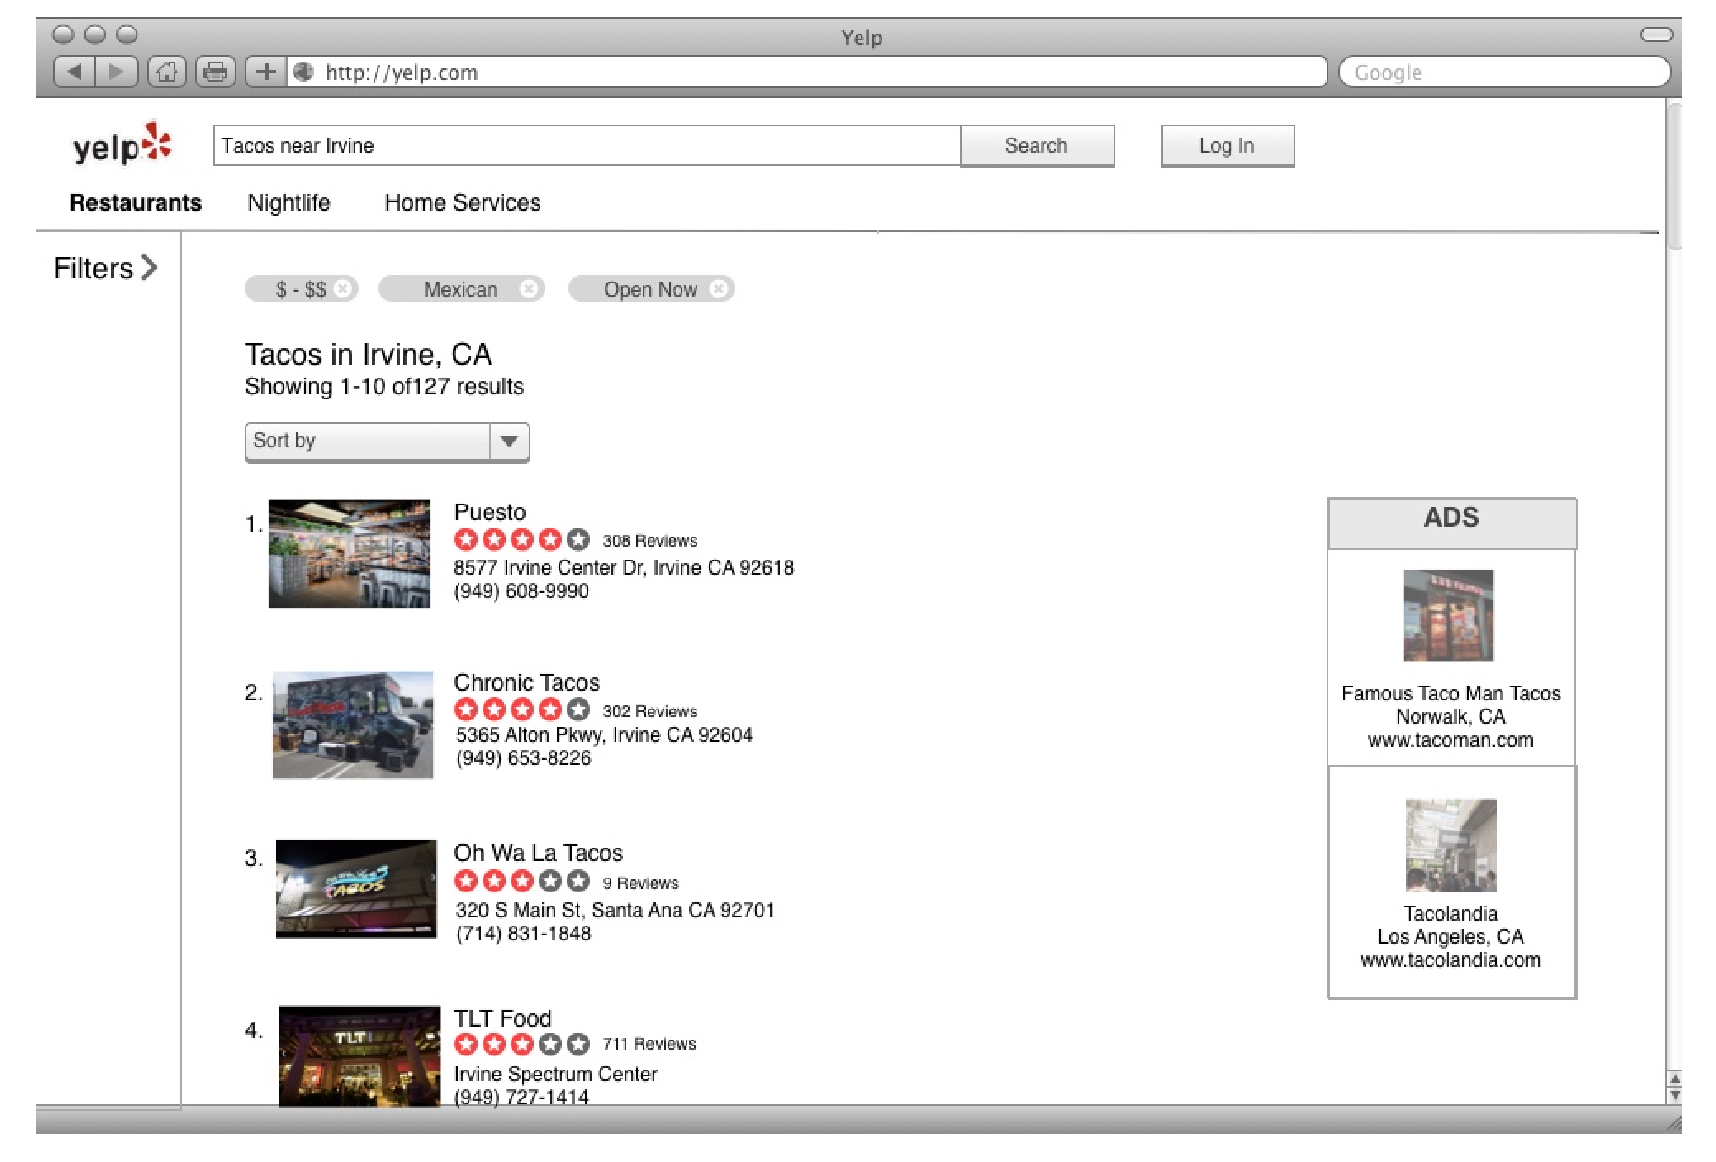 Yelp
http://yelp.com
Google
yelp
Tacos near Irvine
Search
Log In
Restaurants
Nightlife
Home Services
Filters
$ - $$
Mexican
Open Now
Tacos in Irvine, CA
Showing 1-10 of127 results
Sort by
1.
Puesto
308 Reviews
8577 Irvine Center Dr, Irvine CA 92618
(949) 608-9990
2.
Chronic Tacos
302 Reviews
5365 Alton Pkwy, Irvine CA 92604
(949) 653-8226
3.
TACOS
Oh Wa La Tacos
9 Reviews
320 S Main St, Santa Ana CA 92701
(714) 831-1848
4.
TLT
TLT Food
711 Reviews
Irvine Spectrum Center
(949) 727-1414
ADS
Famous Taco Man Tacos
Norwalk, CA
www.tacoman.com
Tacolandia
Los Angeles, CA
www.tacolandia.com